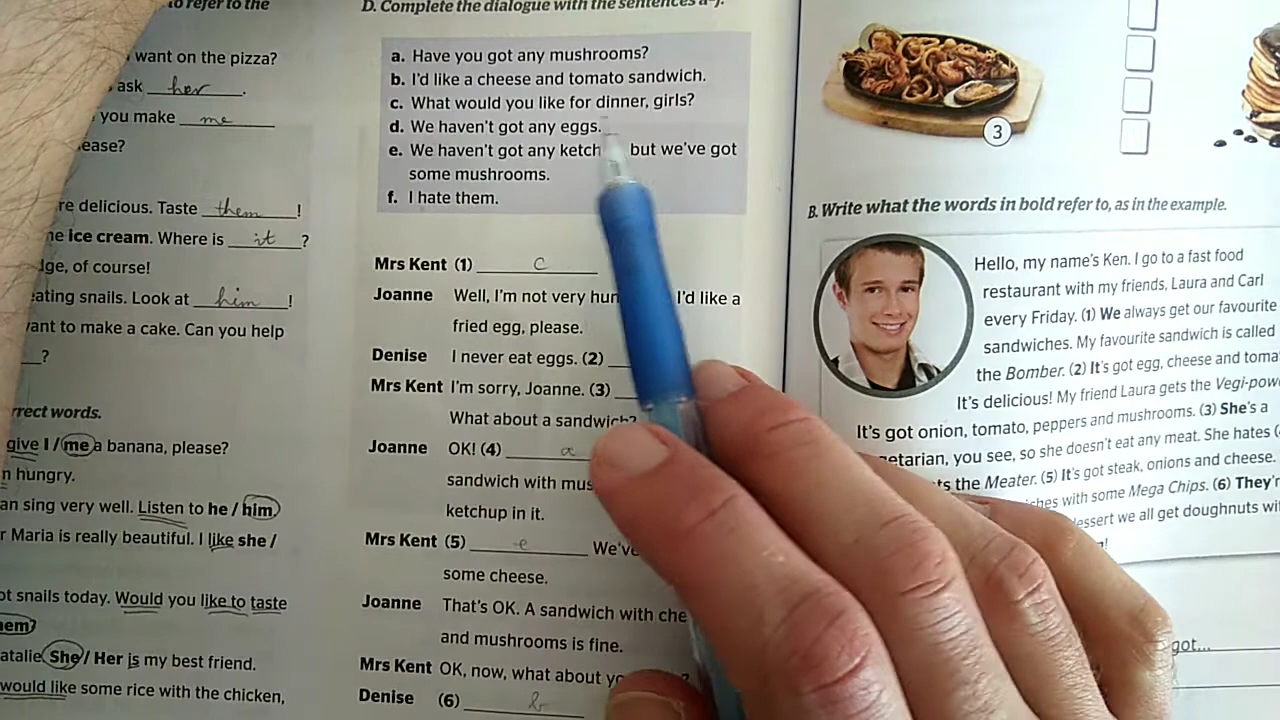 to refer to the
want on the pizza?
ask her.
you make me
ease?
re delicious. Taste them!
ne ice cream. Where is it?
dge, of course!
eating snails. Look at him!
vant to make a cake. Can you help
?
rrect words.
give I / me a banana, please?
n hungry.
an sing very well. Listen to he / him
r Maria is really beautiful. I like she /
ot snails today. Would you like to taste
hem?
atalie. She / Her is my best friend.
would like some rice with the chicken,
D. Complete the dialogue with the sentences a-f.
a. Have you got any mushrooms?
b. I'd like a cheese and tomato sandwich.
c. What would you like for dinner, girls?
d. We haven't got any eggs.
e. We haven't got any ketch but we've got
some mushrooms.
f. I hate them.
Mrs Kent (1) c
Joanne Well, I'm not very hun I'd like a
fried egg, please.
Denise I never eat eggs. (2)
Mrs Kent I'm sorry, Joanne. (3)
What about a sandwich?
Joanne OK! (4) a
sandwich with mus
ketchup in it.
Mrs Kent (5) e We've
some cheese.
Joanne That's OK. A sandwich with che
and mushrooms is fine.
Mrs Kent OK, now, what about yo ?
Denise (6) b
3
B. Write what the words in bold refer to, as in the example.
Hello, my name's Ken. I go to a fast food
restaurant with my friends, Laura and Carl
every Friday. (1) We always get our favourite
sandwiches. My favourite sandwich is called
the Bomber. (2) It's got egg, cheese and toma
It's delicious! My friend Laura gets the Vegi-pow
It's got onion, tomato, peppers and mushrooms. (3) She's a
getarian, you see, so she doesn't eat any meat. She hates (
ts the Meater. (5) It's got steak, onions and cheese.
iches with some Mega Chips. (6) They'r
dessert we all get doughnuts wi
!
got...